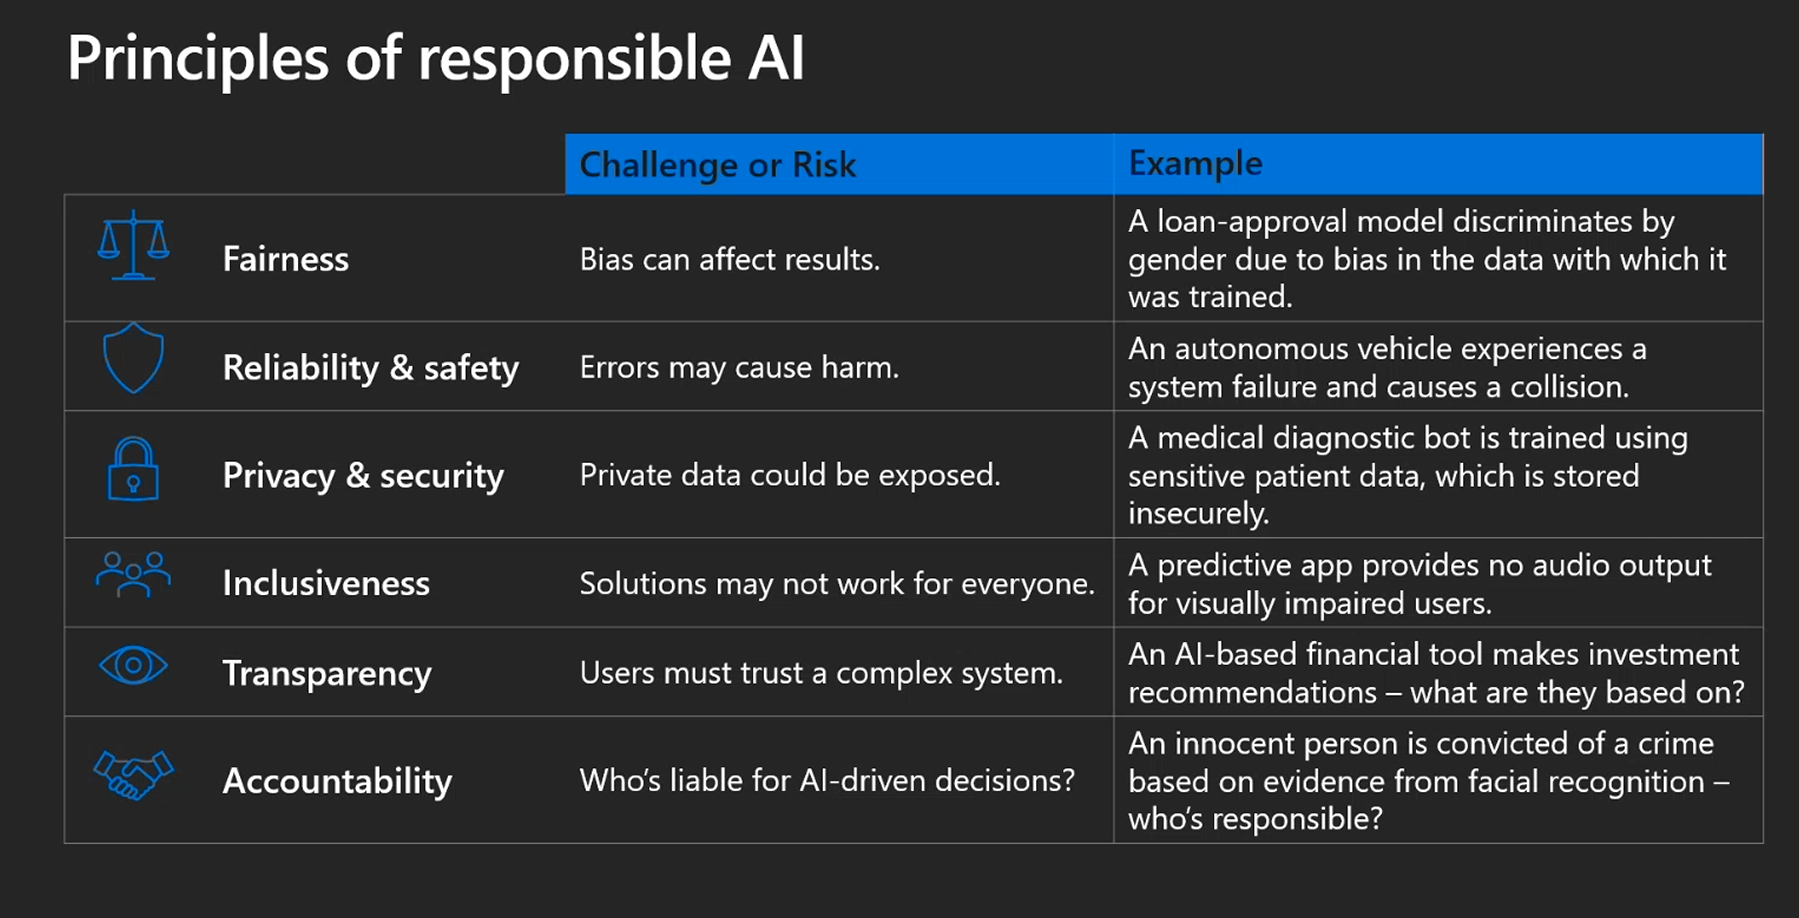 Principles of responsible AI
Challenge or Risk
Example
Fairness
Bias can affect results.
A loan-approval model discriminates by
gender due to bias in the data with which it
was trained.
Reliability & safety
Errors may cause harm.
An autonomous vehicle experiences a
system failure and causes a collision.
Privacy & security
Private data could be exposed.
A medical diagnostic bot is trained using
sensitive patient data, which is stored
insecurely.
Inclusiveness
Solutions may not work for everyone.
A predictive app provides no audio output
for visually impaired users.
Transparency
Users must trust a complex system.
An AI-based financial tool makes investment
recommendations – what are they based on?
Accountability
Who’s liable for AI-driven decisions?
An innocent person is convicted of a crime
based on evidence from facial recognition –
who’s responsible?